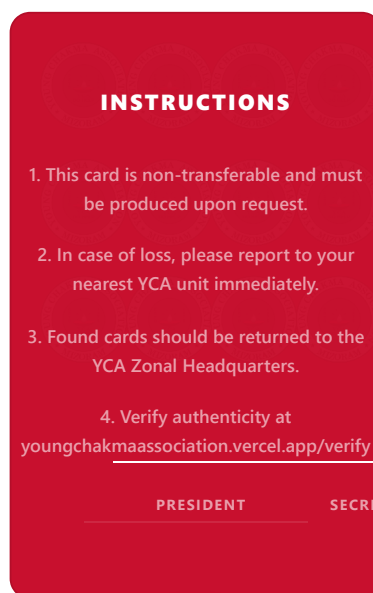 INSTRUCTIONS
1. This card is non-transferable and must
be produced upon request.
2. In case of loss, please report to your
nearest YCA unit immediately.
3. Found cards should be returned to the
YCA Zonal Headquarters.
4. Verify authenticity at
youngchakmaassociation.vercel.app/verify
PRESIDENT SECRE